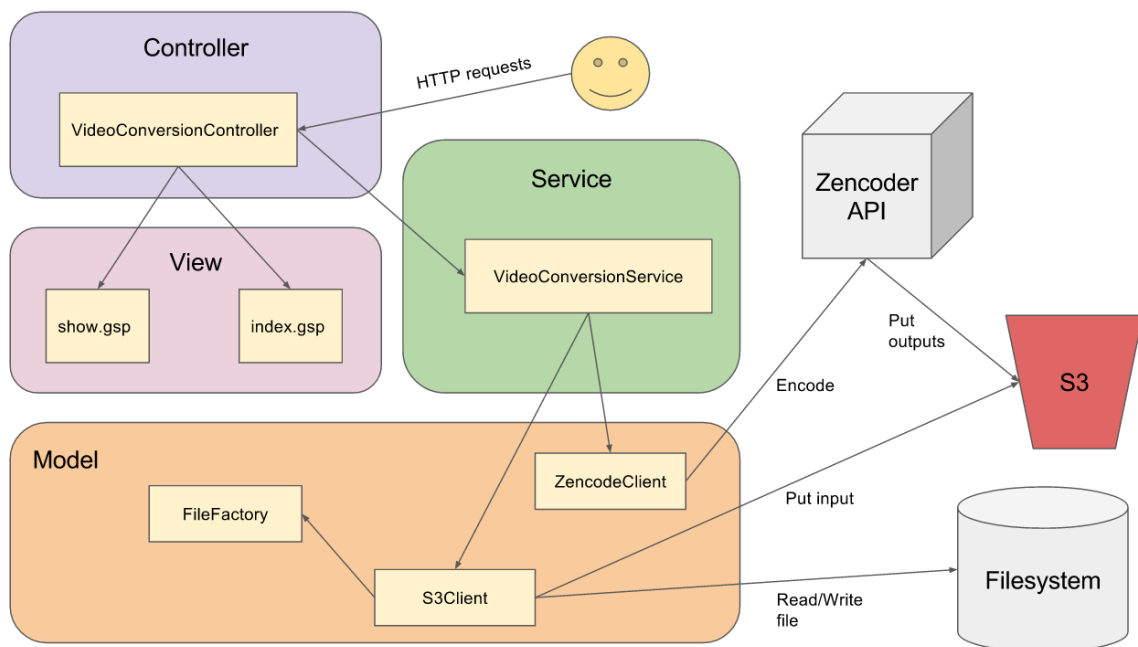 Controller
HTTP requests
VideoConversionController
Service
Zencoder
API
View
VideoConversionService
show.gsp
index.gsp
Put
outputs
S3
Encode
Model
ZencodeClient
FileFactory
Put input
S3Client
Filesystem
Read/Write
file